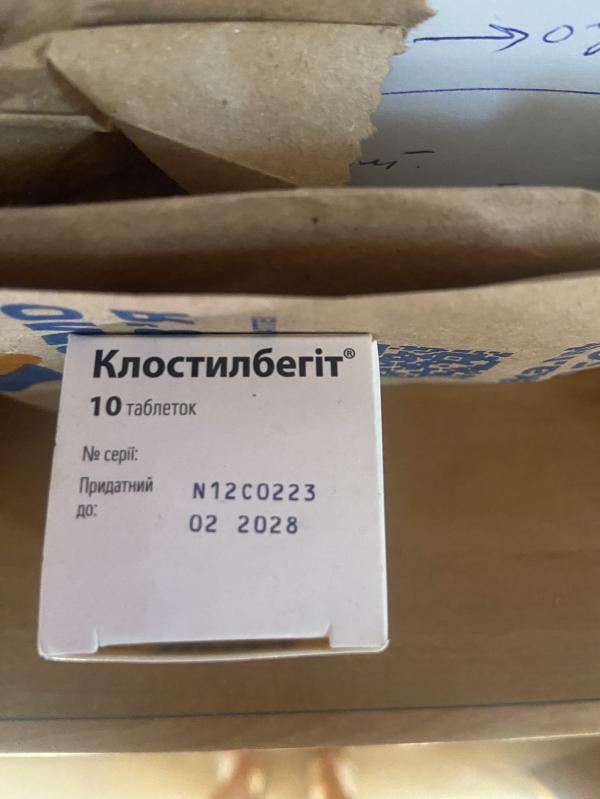 Клостилбегіт®
10 таблеток
№ серії:
Придатний
до:
N12C0223
02 2028